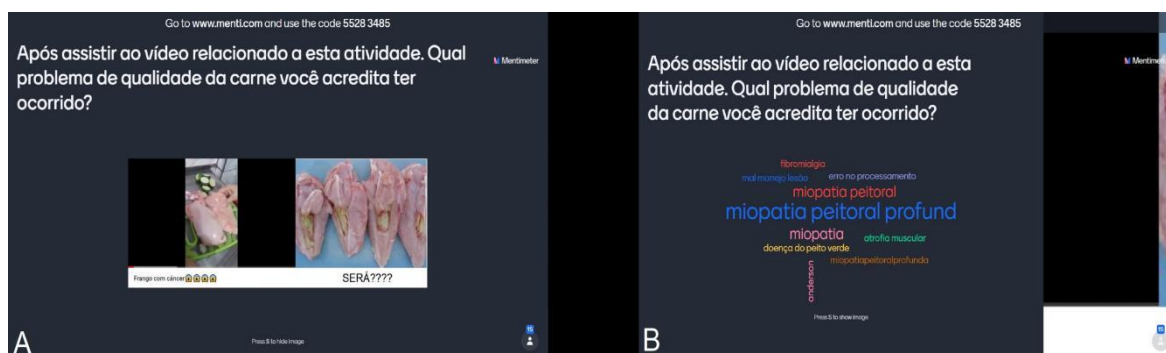 Go to www.menti.com and use the code 5528 3485
Após assistir ao vídeo relacionado a esta atividade. Qual
problema de qualidade da carne você acredita ter
ocorrido?
Mentimeter
Frango com câncer
SERÁ????
Press S to hide image
15
A
Go to www.menti.com and use the code 5528 3485
Após assistir ao vídeo relacionado a esta
atividade. Qual problema de qualidade
da carne você acredita ter ocorrido?
Mentime
fibromialgia
mal manejo lesão erro no processamento
miopatia peitoral
miopatia peitoral profund
miopatia atrofia muscular
doença do peito verde
miopatiapeitoralprofunda
anderson
Press S to show image
15
B